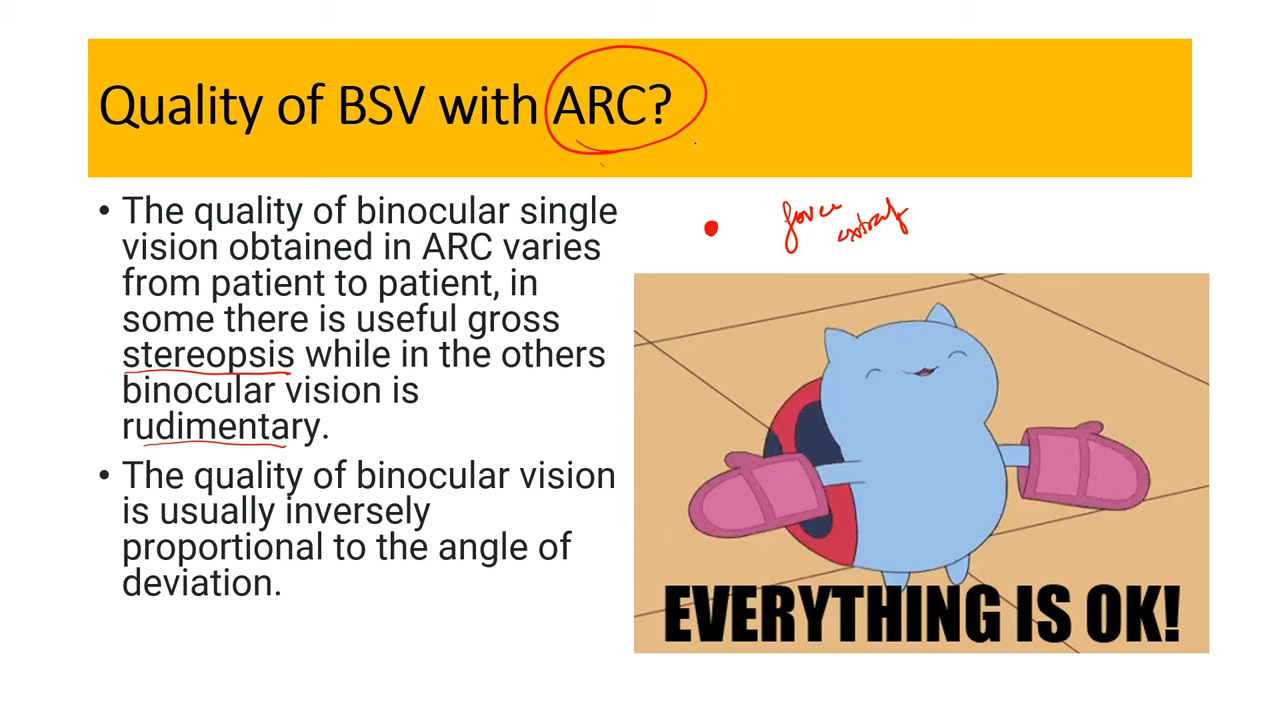 Quality of BSV with ARC?
• The quality of binocular single
vision obtained in ARC varies
from patient to patient, in
some there is useful gross
stereopsis while in the others
binocular vision is
rudimentary.
• The quality of binocular vision
is usually inversely
proportional to the angle of
deviation.
EVERYTHING IS OK!